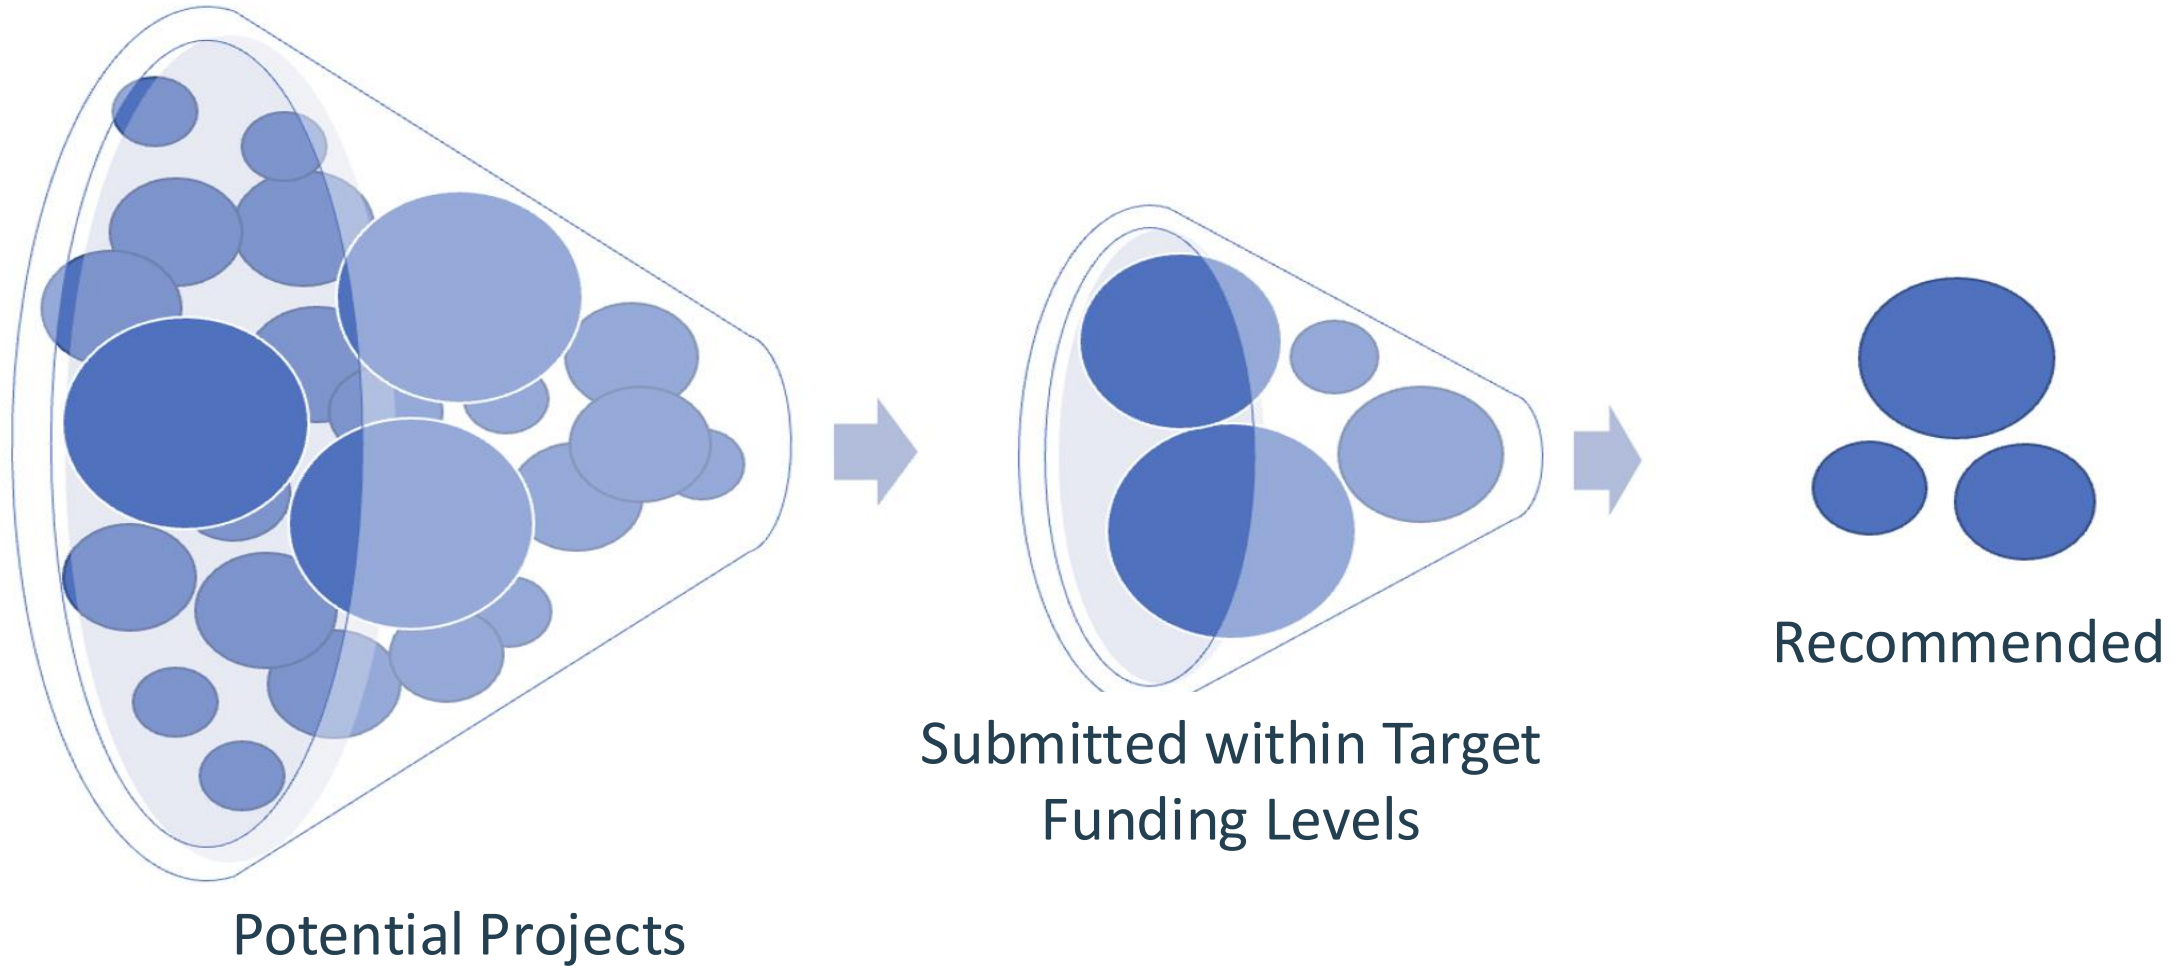 Potential Projects
Submitted within Target
Funding Levels
Recommended